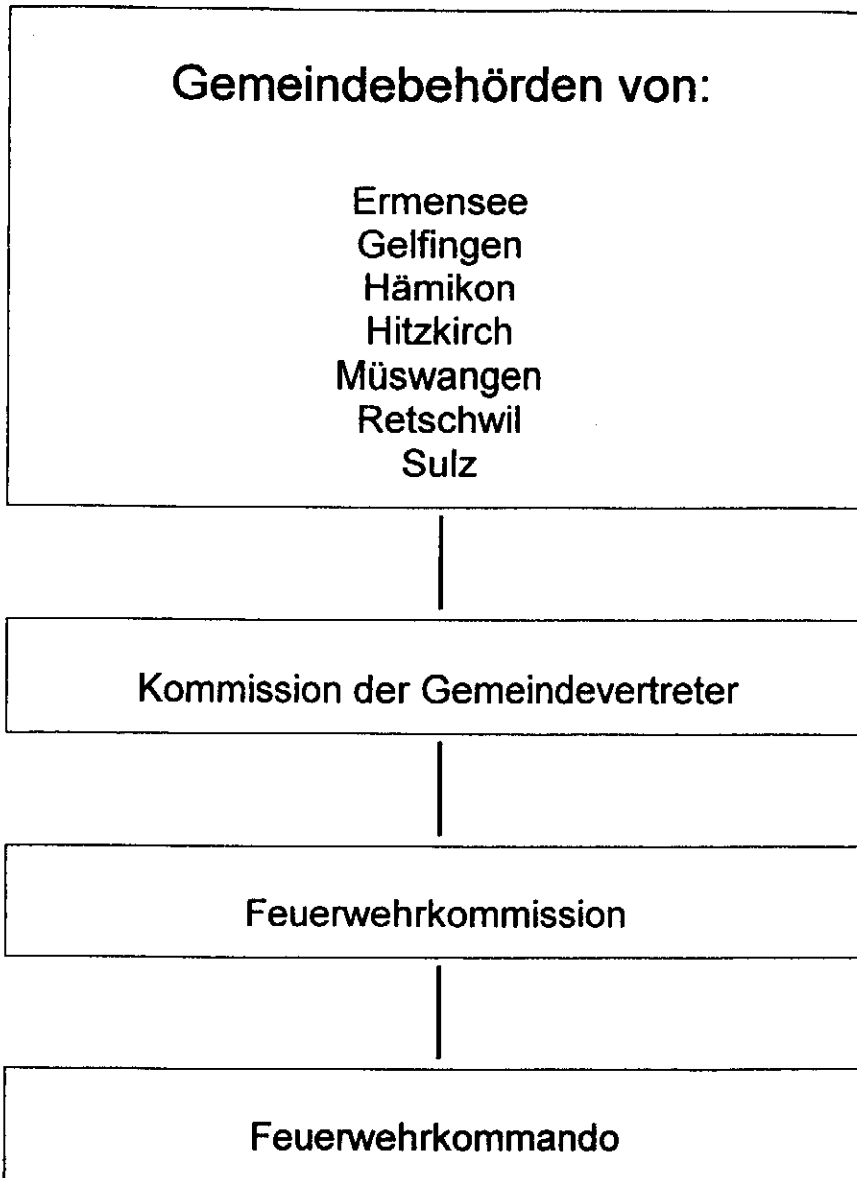 Gemeindebehörden von:
Ermensee
Gelfingen
Hämikon
Hitzkirch
Müswangen
Retschwil
Sulz
Kommission der Gemeindevertreter
Feuerwehrkommission
Feuerwehrkommando